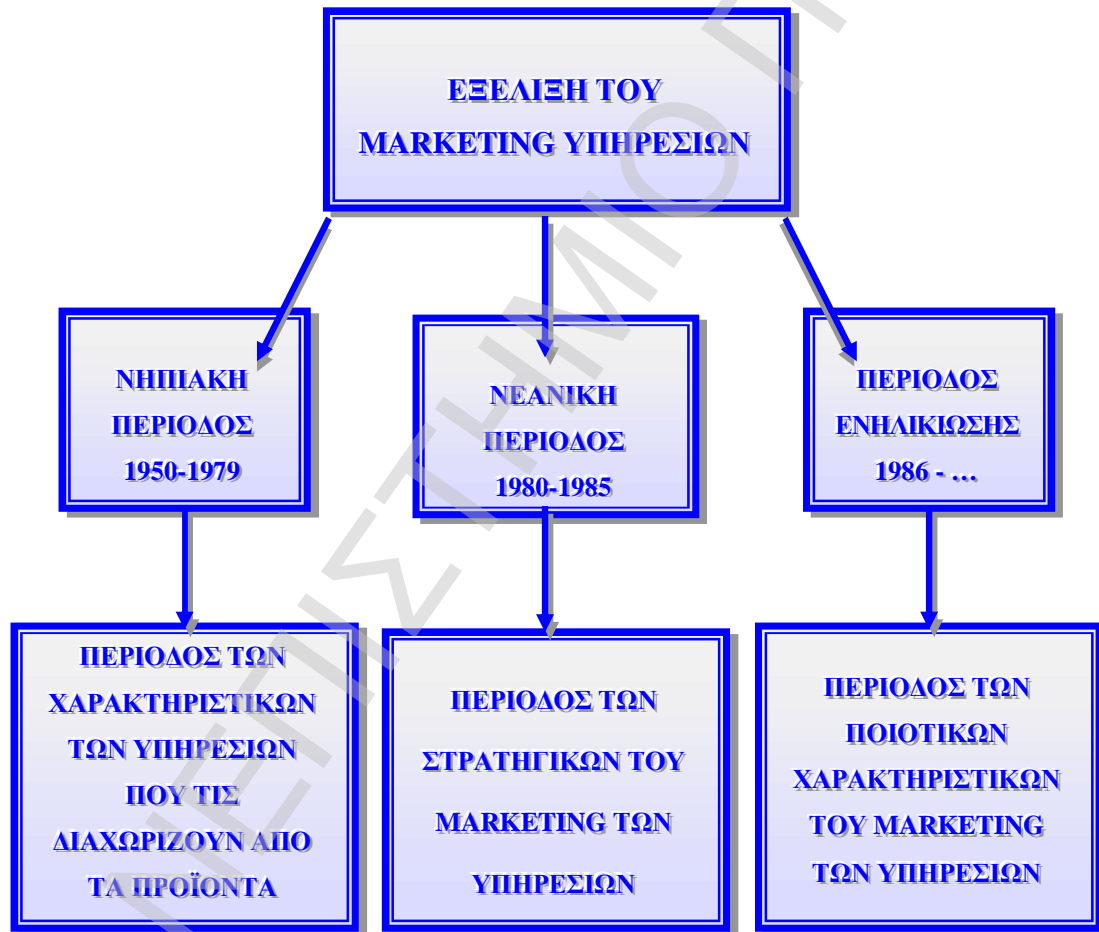 ΕΞΕΛΙΞΗ ΤΟΥ
MARKETING ΥΠΗΡΕΣΙΩΝ
ΝΗΠΙΑΚΗ
ΠΕΡΙΟΔΟΣ
1950-1979
ΝΕΑΝΙΚΗ
ΠΕΡΙΟΔΟΣ
1980-1985
ΠΕΡΙΟΔΟΣ
ΕΝΗΛΙΚΙΩΣΗΣ
1986 - ...
ΠΕΡΙΟΔΟΣ ΤΩΝ
ΧΑΡΑΚΤΗΡΙΣΤΙΚΩΝ
ΤΩΝ ΥΠΗΡΕΣΙΩΝ
ΠΟΥ ΤΙΣ
ΔΙΑΧΩΡΙΖΟΥΝ ΑΠΟ
ΤΑ ΠΡΟΪΟΝΤΑ
ΠΕΡΙΟΔΟΣ ΤΩΝ
ΣΤΡΑΤΗΓΙΚΩΝ ΤΟΥ
MARKETING ΤΩΝ
ΥΠΗΡΕΣΙΩΝ
ΠΕΡΙΟΔΟΣ ΤΩΝ
ΠΟΙΟΤΙΚΩΝ
ΧΑΡΑΚΤΗΡΙΣΤΙΚΩΝ
ΤΟΥ MARKETING
ΤΩΝ ΥΠΗΡΕΣΙΩΝ